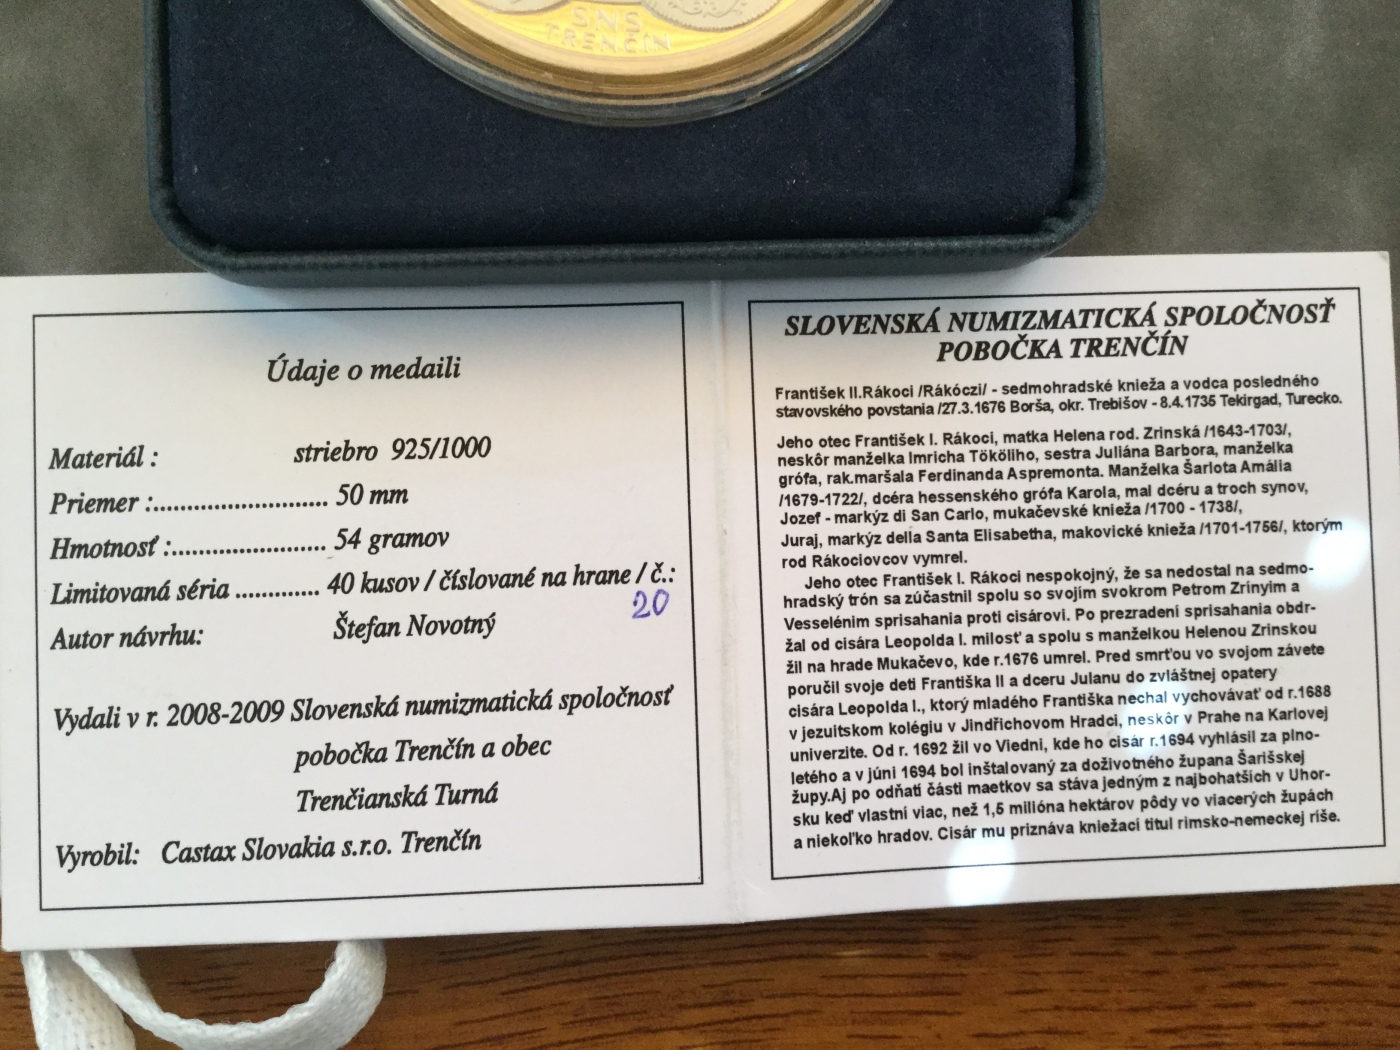 SNS
TRENČÍN
Údaje o medaili
Materiál : striebro 925/1000
Priemer :.......................... 50 mm
Hmotnosť :....................... 54 gramov
Limitovaná séria ............. 40 kusov / číslované na hrane / č.:
20
Autor návrhu: Štefan Novotný
Vydali v r. 2008-2009 Slovenská numizmatická spoločnosť
pobočka Trenčín a obec
Trenčianská Turná
Vyrobil: Castax Slovakia s.r.o. Trenčín
SLOVENSKÁ NUMIZMATICKÁ SPOLOČNOSŤ
POBOČKA TRENČÍN
František II.Rákoci /Rákóczi/ - sedmohradské knieža a vodca posledného
stavovského povstania /27.3.1676 Borša, okr. Trebišov - 8.4.1735 Tekirgad, Turecko.
Jeho otec František I. Rákoci, matka Helena rod. Zrinská /1643-1703/,
neskôr manželka Imricha Tököliho, sestra Juliána Barbora, manželka
grófa, rak.maršala Ferdinanda Aspremonta. Manželka Šarlota Amália
/1679-1722/, dcéra hessenského grófa Karola, mal dcéru a troch synov,
Jozef - markýz di San Carlo, mukačevské knieža /1700 - 1738/,
Juraj, markýz della Santa Elisabetha, makovické knieža /1701-1756/, ktorým
rod Rákociovcov vymrel.
Jeho otec František I. Rákoci nespokojný, že sa nedostal na sedmo-
hradský trón sa zúčastnil spolu so svojím svokrom Petrom Zrínyim a
Vesselénim sprisahania proti cisárovi. Po prezradení sprisahania obdr-
žal od cisára Leopolda I. milosť a spolu s manželkou Helenou Zrinskou
žil na hrade Mukačevo, kde r.1676 umrel. Pred smrťou vo svojom závete
poručil svoje deti Františka II a dceru Julanu do zvláštnej opatery
cisára Leopolda I., ktorý mladého Františka nechal vychovávať od r.1688
v jezuitskom kolégiu v Jindřichovom Hradci, neskôr v Prahe na Karlovej
univerzite. Od r. 1692 žil vo Viedni, kde ho cisár r.1694 vyhlásil za plno-
letého a v júni 1694 bol inštalovaný za doživotného župana Šarišskej
župy.Aj po odňatí části maetkov sa stáva jedným z najbohatších v Uhor-
sku keď vlastní viac, než 1,5 milióna hektárov pôdy vo viacerých župách
a niekoľko hradov. Cisár mu priznáva kniežací titul rimsko-nemeckej ríše.